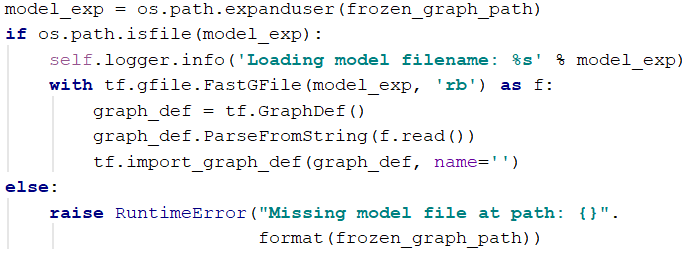 model_exp = os.path.expanduser(frozen_graph_path)
if os.path.isfile(model_exp):
    self.logger.info('Loading model filename: %s' % model_exp)
    with tf.gfile.FastGFile(model_exp, 'rb') as f:
        graph_def = tf.GraphDef()
        graph_def.ParseFromString(f.read())
        tf.import_graph_def(graph_def, name='')
else:
    raise RuntimeError("Missing model file at path: {}".
                       format(frozen_graph_path))